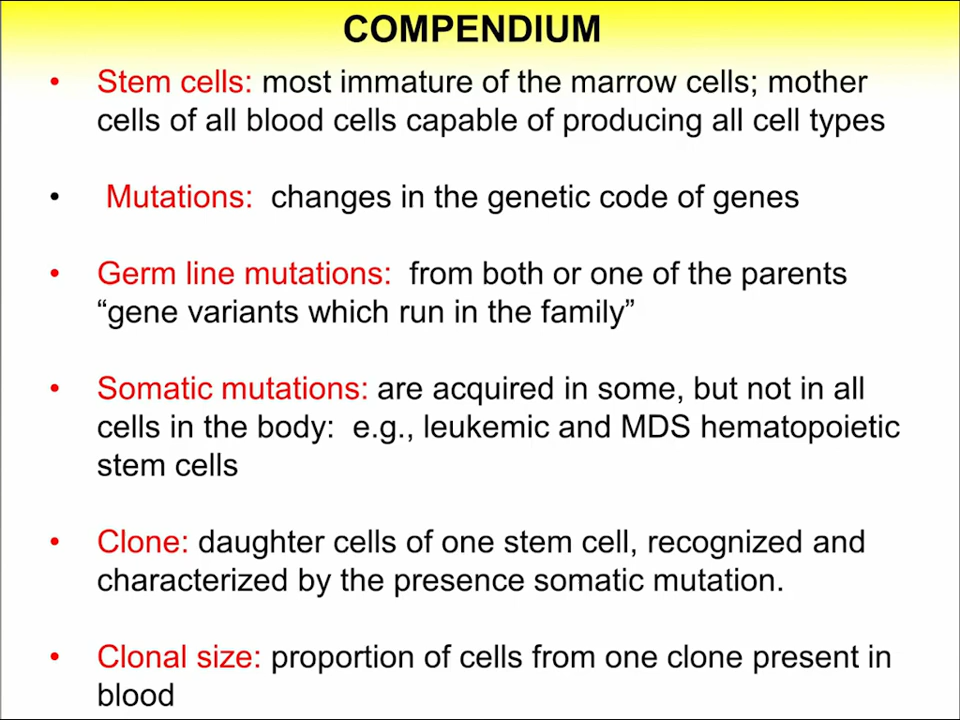 COMPENDIUM
• Stem cells: most immature of the marrow cells; mother
cells of all blood cells capable of producing all cell types
• Mutations: changes in the genetic code of genes
• Germ line mutations: from both or one of the parents
“gene variants which run in the family”
• Somatic mutations: are acquired in some, but not in all
cells in the body: e.g., leukemic and MDS hematopoietic
stem cells
• Clone: daughter cells of one stem cell, recognized and
characterized by the presence somatic mutation.
• Clonal size: proportion of cells from one clone present in
blood